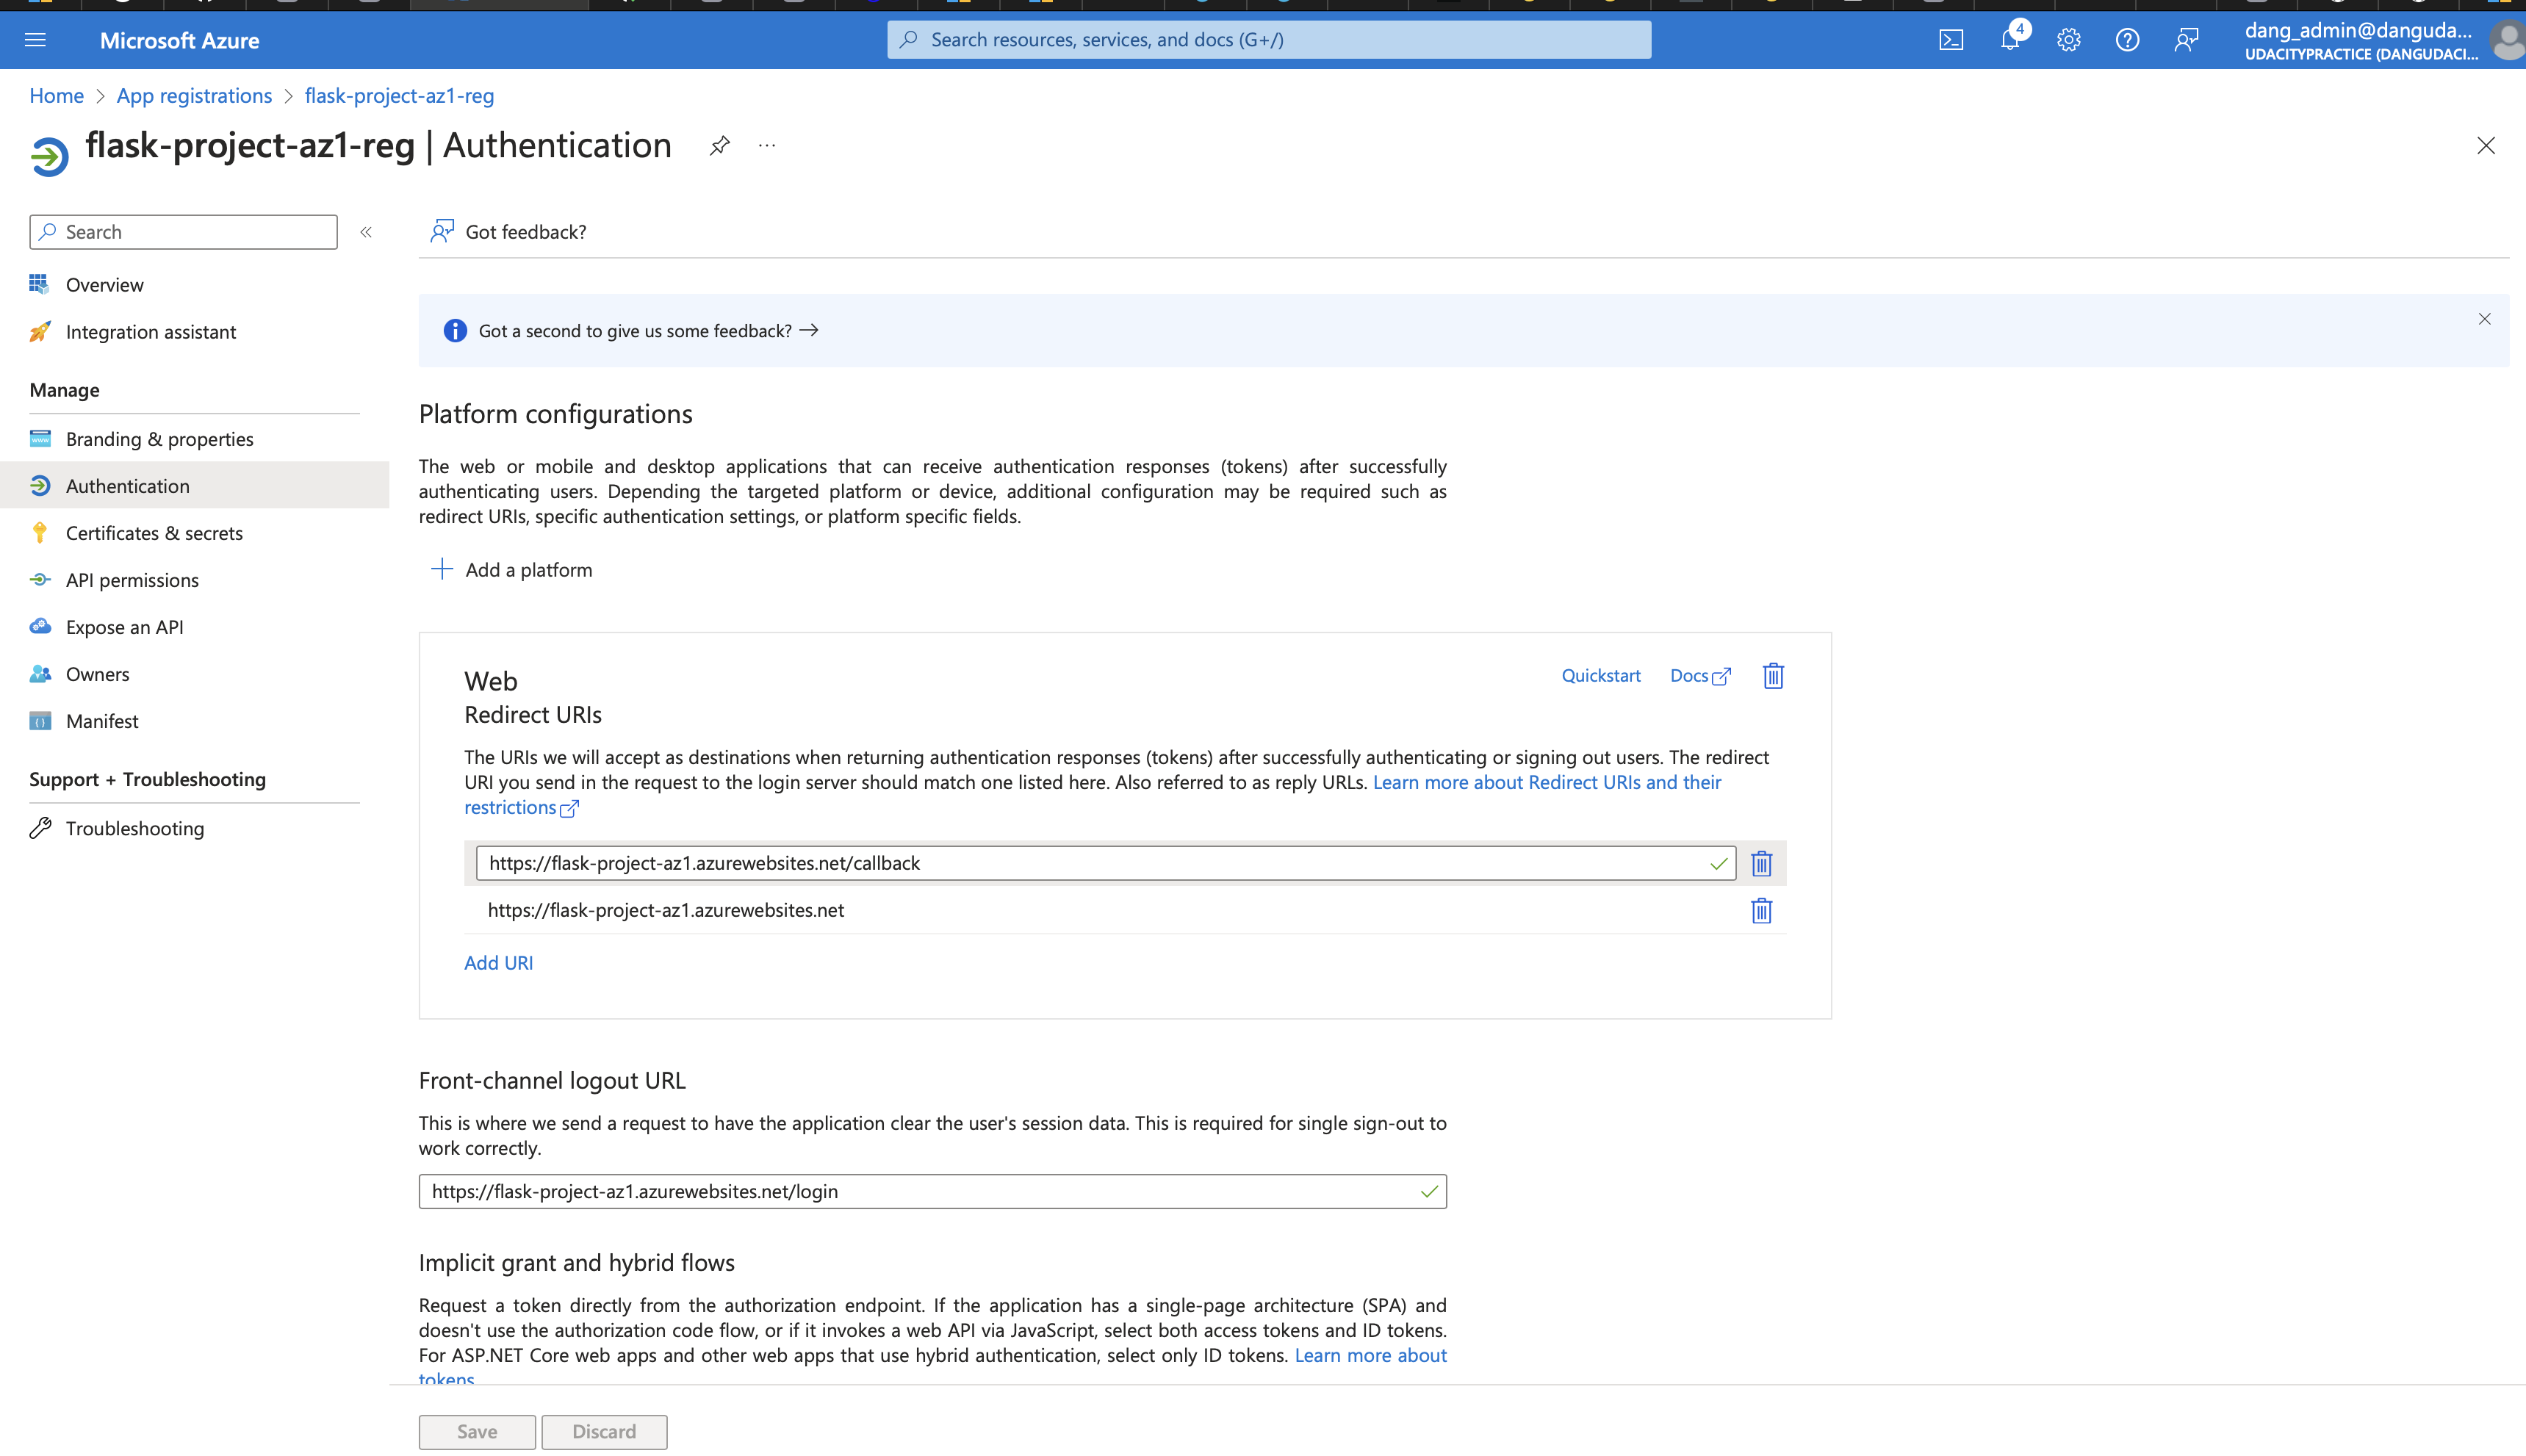 Microsoft Azure
Search resources, services, and docs (G+/)
4
dang_admin@danguda...
UDACITYPRACTICE (DANGUDACI...
Home > App registrations > flask-project-az1-reg
flask-project-az1-reg | Authentication
Search
Overview
Integration assistant
Manage
Branding & properties
Authentication
Certificates & secrets
API permissions
Expose an API
Owners
Manifest
Support + Troubleshooting
Troubleshooting
Got feedback?
Got a second to give us some feedback?
Platform configurations
The web or mobile and desktop applications that can receive authentication responses (tokens) after successfully
authenticating users. Depending the targeted platform or device, additional configuration may be required such as
redirect URIs, specific authentication settings, or platform specific fields.
Add a platform
Web
Quickstart
Docs
Redirect URIs
The URIs we will accept as destinations when returning authentication responses (tokens) after successfully authenticating or signing out users. The redirect
URI you send in the request to the login server should match one listed here. Also referred to as reply URLs. Learn more about Redirect URIs and their
restrictions
https://flask-project-az1.azurewebsites.net/callback
https://flask-project-az1.azurewebsites.net
Add URI
Front-channel logout URL
This is where we send a request to have the application clear the user's session data. This is required for single sign-out to
work correctly.
https://flask-project-az1.azurewebsites.net/login
Implicit grant and hybrid flows
Request a token directly from the authorization endpoint. If the application has a single-page architecture (SPA) and
doesn't use the authorization code flow, or if it invokes a web API via JavaScript, select both access tokens and ID tokens.
For ASP.NET Core web apps and other web apps that use hybrid authentication, select only ID tokens. Learn more about
tokens
Save
Discard